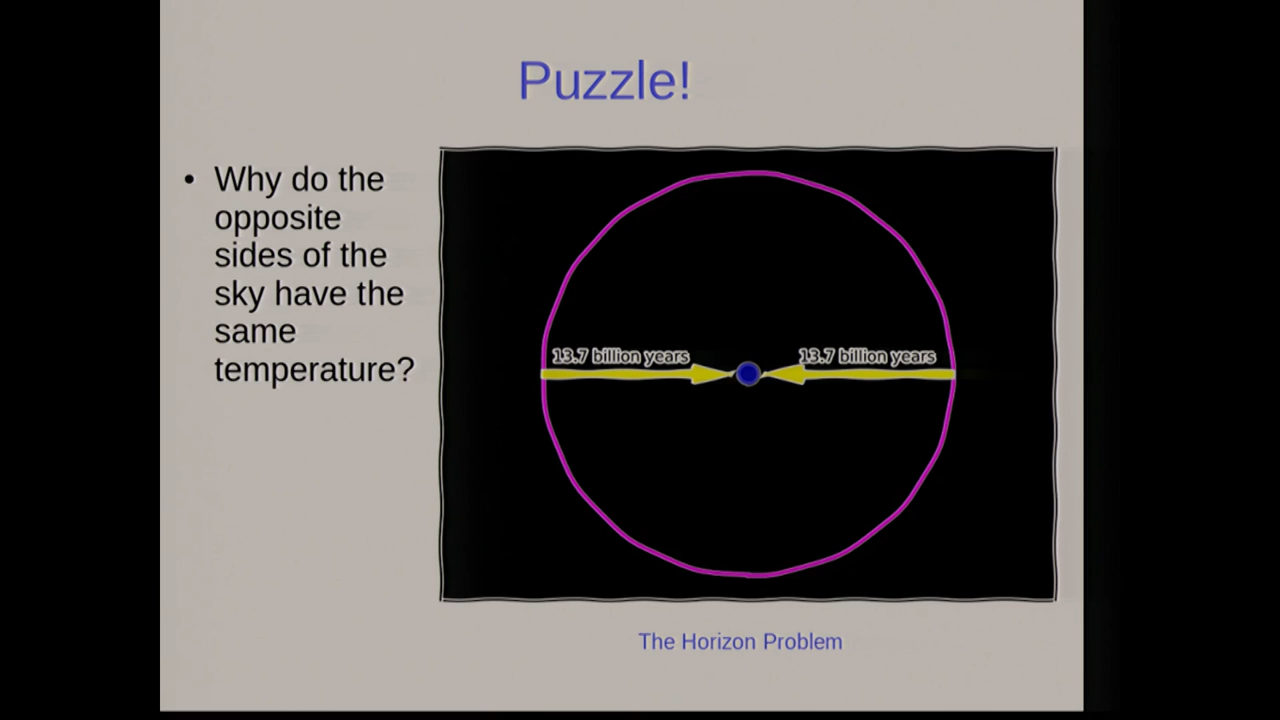 Puzzle!
• Why do the
opposite
sides of the
sky have the
same
temperature?
13.7 billion years
13.7 billion years
The Horizon Problem